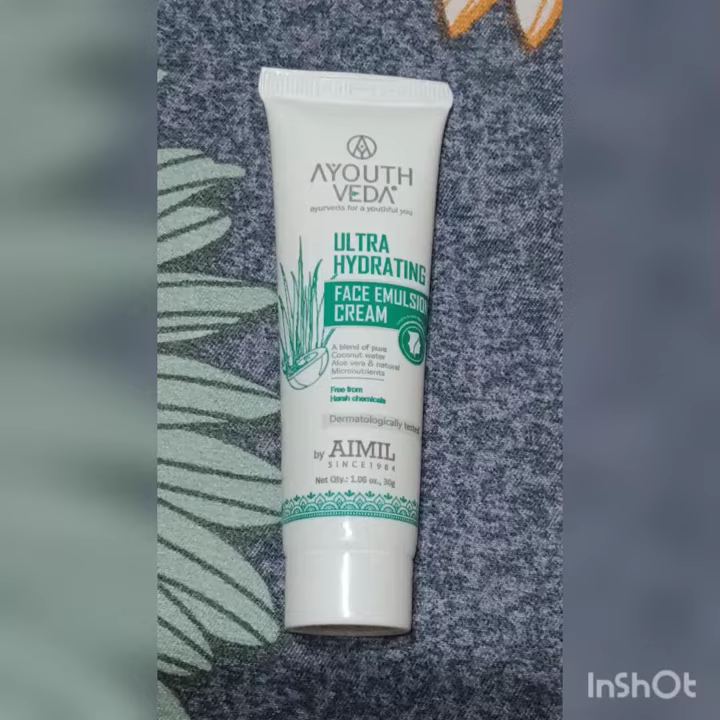 AYOUTH
VEDA®
ayurveda for a youthful you
ULTRA
HYDRATING
FACE EMULSION
CREAM
A blend of pure
Coconut water
Aloe vera & natural
Micronutrients
Free from
Harsh chemicals
Dermatologically tested
by AIMIL
SINCE 1984
Net Qty.: 1.06 oz., 30g
InShOt